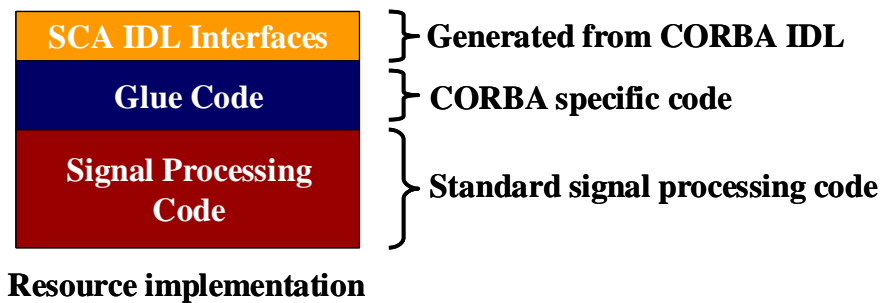 SCA IDL Interfaces
Generated from CORBA IDL
Glue Code
CORBA specific code
Signal Processing
Code
Standard signal processing code
Resource implementation